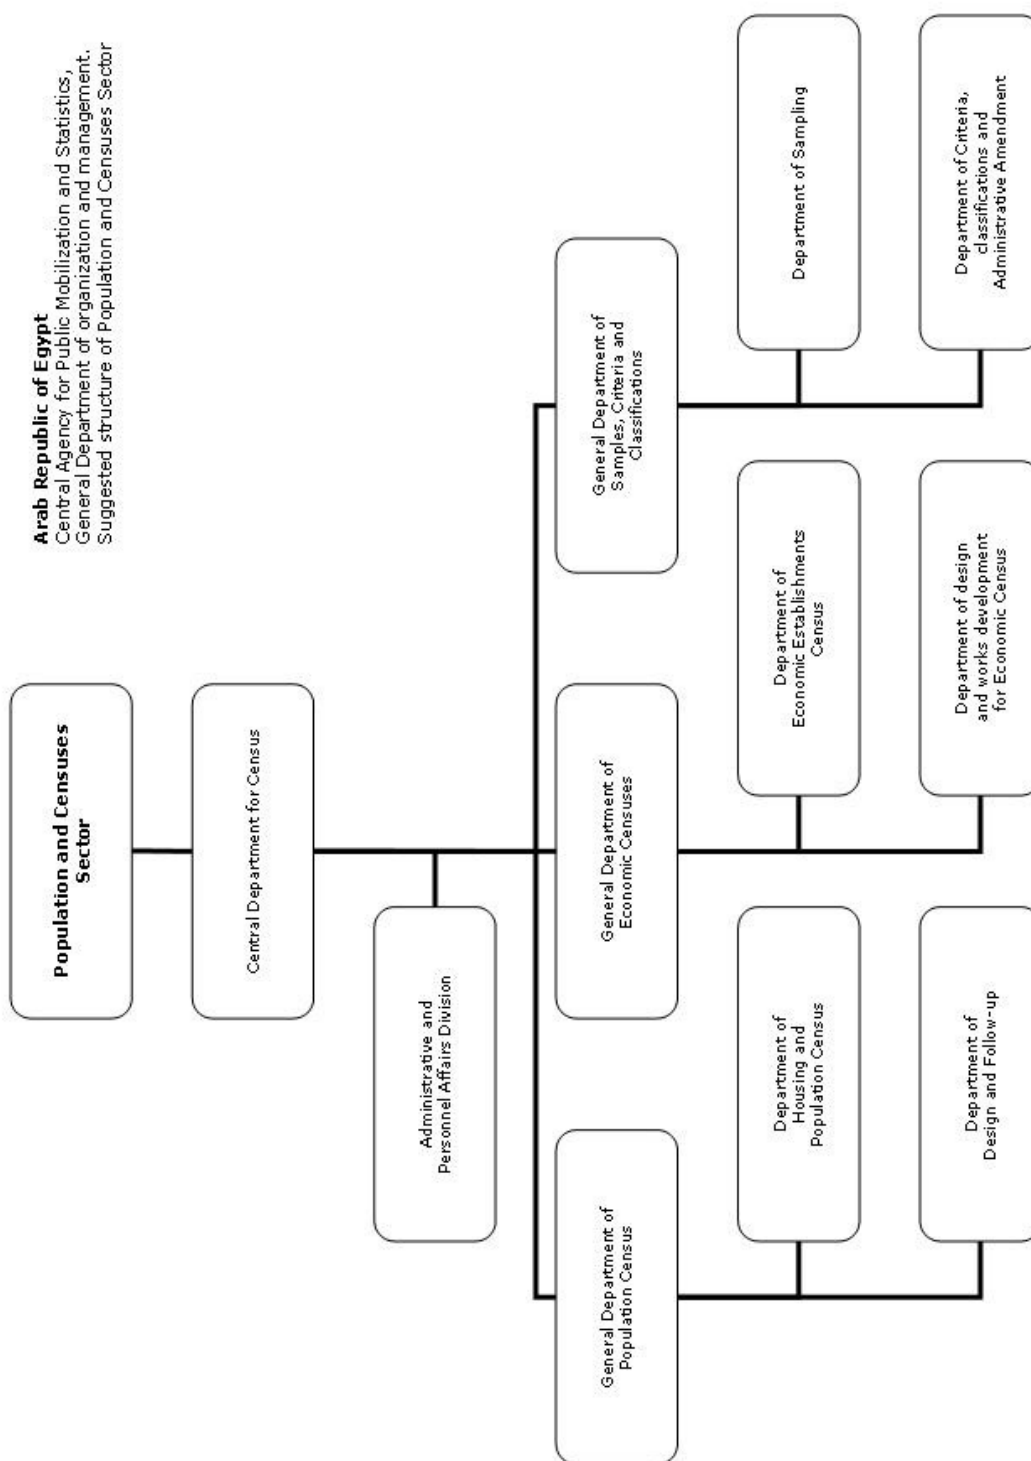 Arab Republic of Egypt
Central Agency for Public Mobilization and Statistics,
General Department of organization and management.
Suggested structure of Population and Censuses Sector
Population and Censuses
Sector
Central Department for Census
Administrative and
Personnel Affairs Division
General Department of
Population Census
General Department of
Economic Censuses
General Department of
Samples, Criteria and
Classifications
Department of
Housing and
Population Census
Department of
Economic Establishments
Census
Department of Sampling
Department of
Design and Follow-up
Department of design
and works development
for Economic Census
Department of Criteria,
classifications and
Administrative Amendment